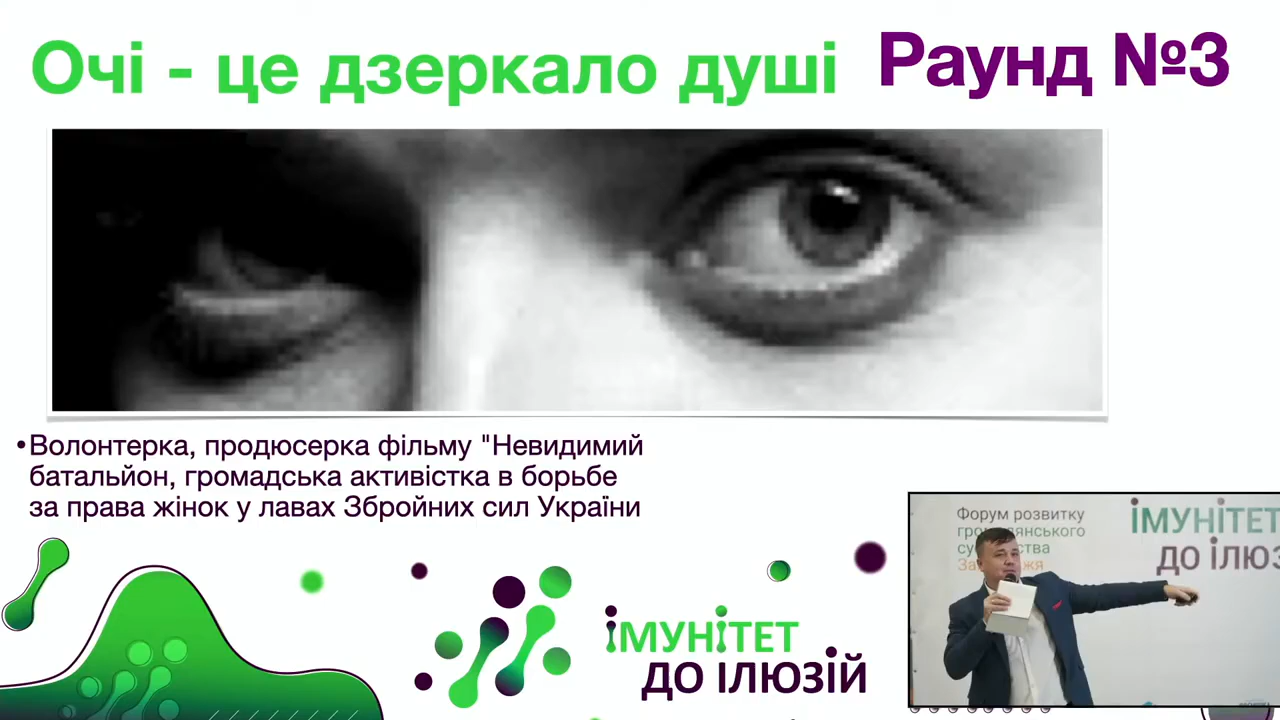 Очі - це дзеркало душі
Раунд №3
•Волонтерка, продюсерка фільму "Невидимий
батальйон, громадська активістка в борьбе
за права жінок у лавах Збройних сил України
імунітет
до ілюзій
Форум розвитку
імунітет
до ілюз